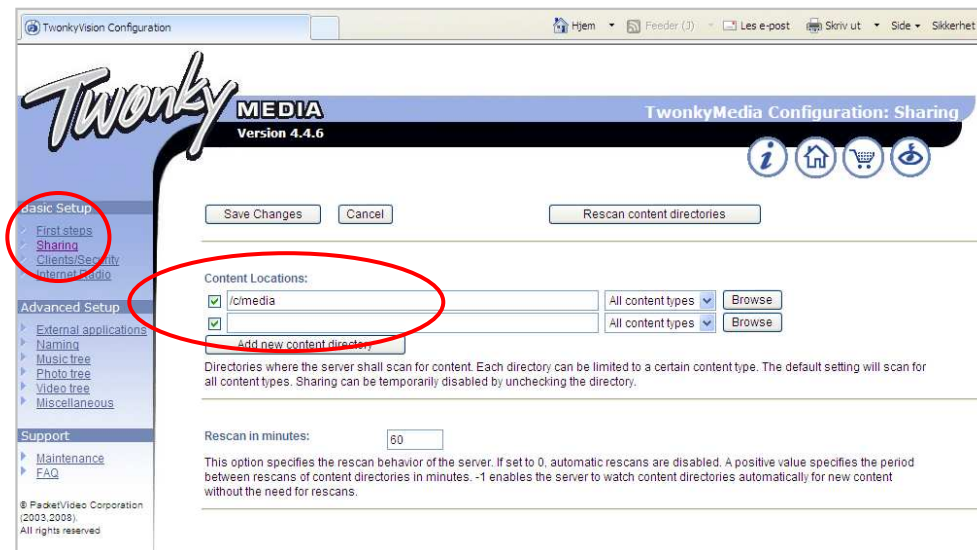 TwonkyVision Configuration
Hjem
Feeder (J)
Les e-post
Skriv ut
Side
Sikkerhet
Twonky
MEDIA
Version 4.4.6
TwonkyMedia Configuration: Sharing
Basic Setup
First steps
Sharing
Clients/Security
Internet Radio
Advanced Setup
External applications
Naming
Music tree
Photo tree
Video tree
Miscellaneous
Support
Maintenance
FAQ
© PacketVideo Corporation
(2003,2008).
All rights reserved
Save Changes
Cancel
Rescan content directories
Content Locations:
/c/media
All content types
Browse
All content types
Browse
Add new content directory
Directories where the server shall scan for content. Each directory can be limited to a certain content type. The default setting will scan for
all content types. Sharing can be temporarily disabled by unchecking the directory.
Rescan in minutes:
60
This option specifies the rescan behavior of the server. If set to 0, automatic rescans are disabled. A positive value specifies the period
between rescans of content directories in minutes. -1 enables the server to watch content directories automatically for new content
without the need for rescans.